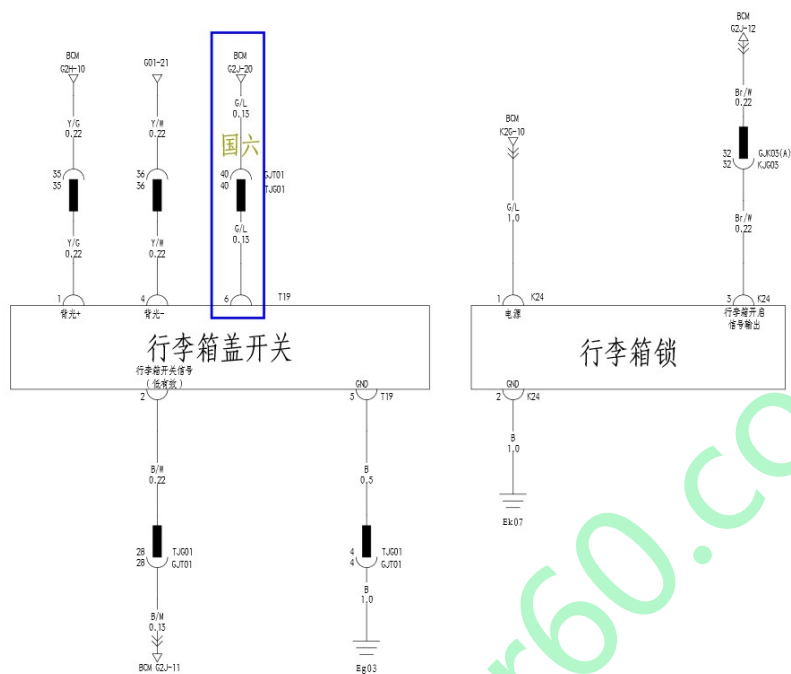 BCM
G2H-10
G01-21
BCM
G2J-20
BCM
G2J-12
BCM
K2G-10
Y/G
0.22
Y/W
0.22
G/L
0.13
国六
Br/W
0.22
35
35
36
36
40
40
GJT01
TJG01
32
32
GJK03(A)
KJG03
Y/G
0.22
Y/W
0.22
G/L
0.13
G/L
1.0
Br/W
0.22
1
4
6
T19
1
K24
3
K24
背光+
背光-
电源
行李箱开启
信号输出
行李箱盖开关
行李箱锁
行李箱开关信号
(低有效)
GND
GND
2
5
T19
2
K24
B/W
0.22
B
0.5
B
1.0
Ek07
28
28
TJG01
GJT01
4
4
TJG01
GJT01
B/W
0.13
B
1.0
BCM G2J-11
Eg03
r60.co